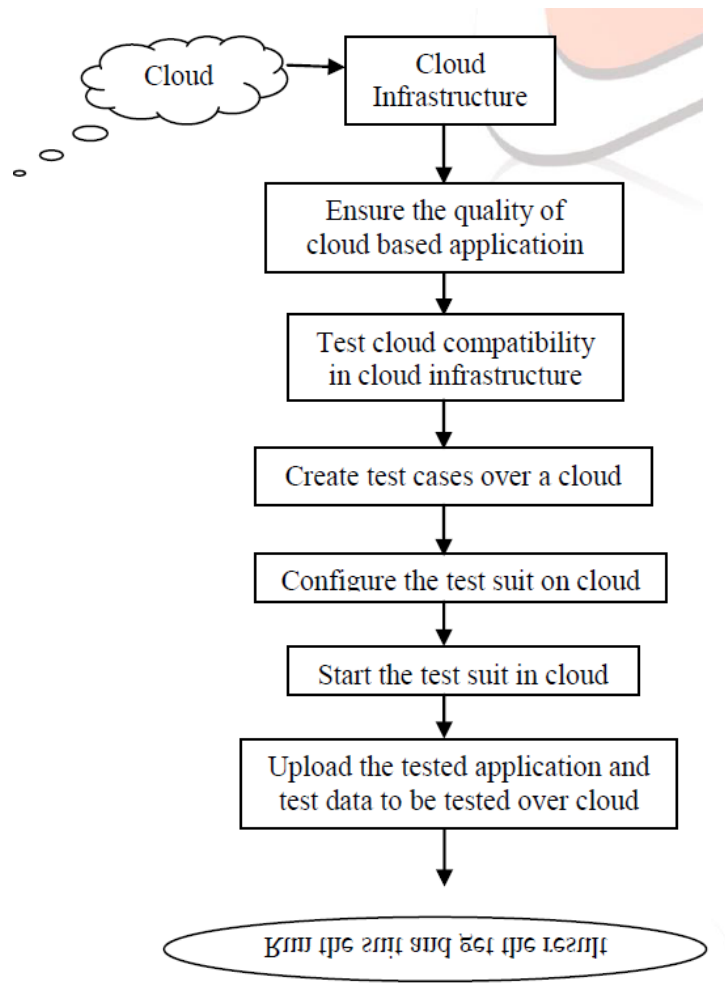 Cloud
Cloud
Infrastructure
Ensure the quality of
cloud based applicatioin
Test cloud compatibility
in cloud infrastructure
Create test cases over a cloud
Configure the test suit on cloud
Start the test suit in cloud
Upload the tested application and
test data to be tested over cloud
Run the suit and get the result